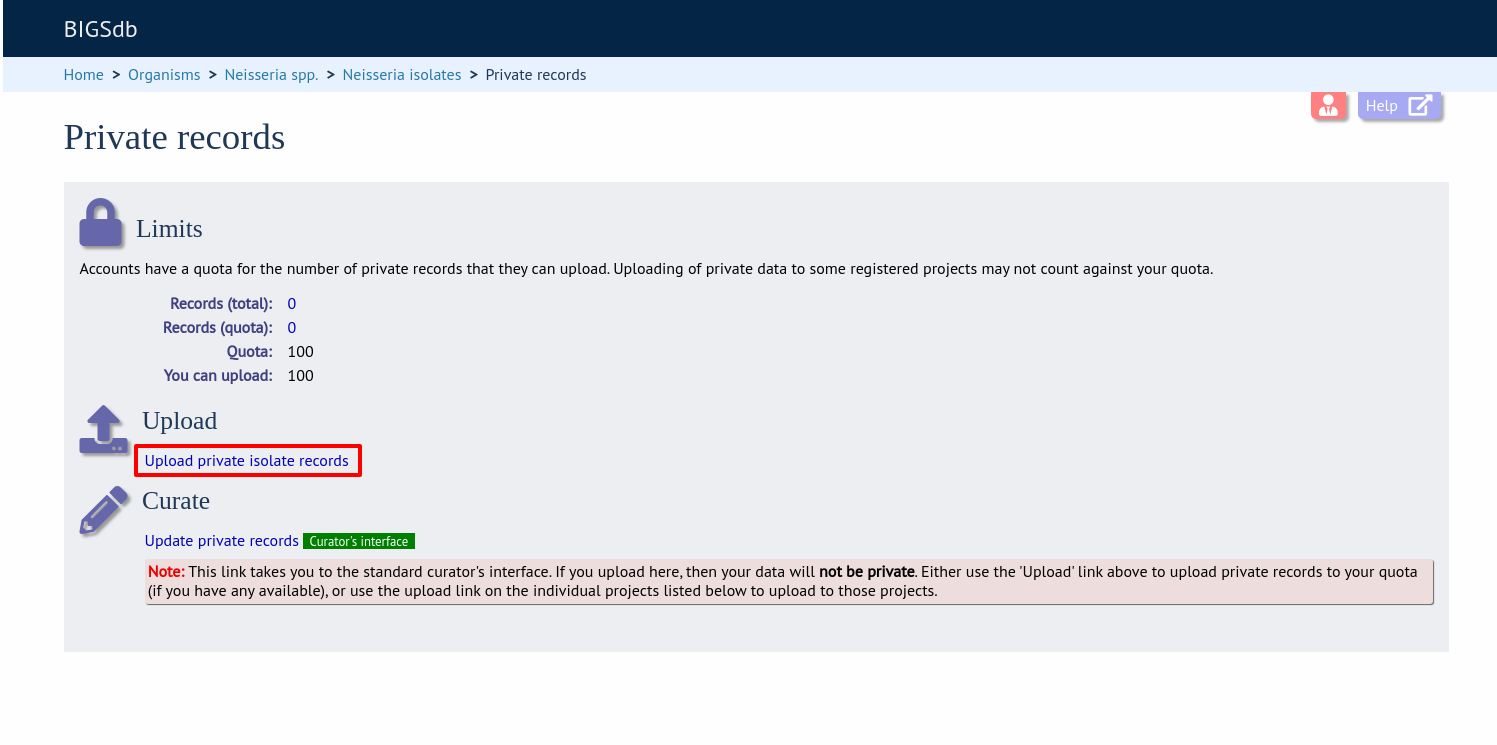 BIGSdb
Home > Organisms > Neisseria spp. > Neisseria isolates > Private records
Help
Private records
Limits
Accounts have a quota for the number of private records that they can upload. Uploading of private data to some registered projects may not count against your quota.
Records (total): 0
Records (quota): 0
Quota: 100
You can upload: 100
Upload
Upload private isolate records
Curate
Update private records Curator's interface
Note: This link takes you to the standard curator's interface. If you upload here, then your data will not be private. Either use the 'Upload' link above to upload private records to your quota
(if you have any available), or use the upload link on the individual projects listed below to upload to those projects.